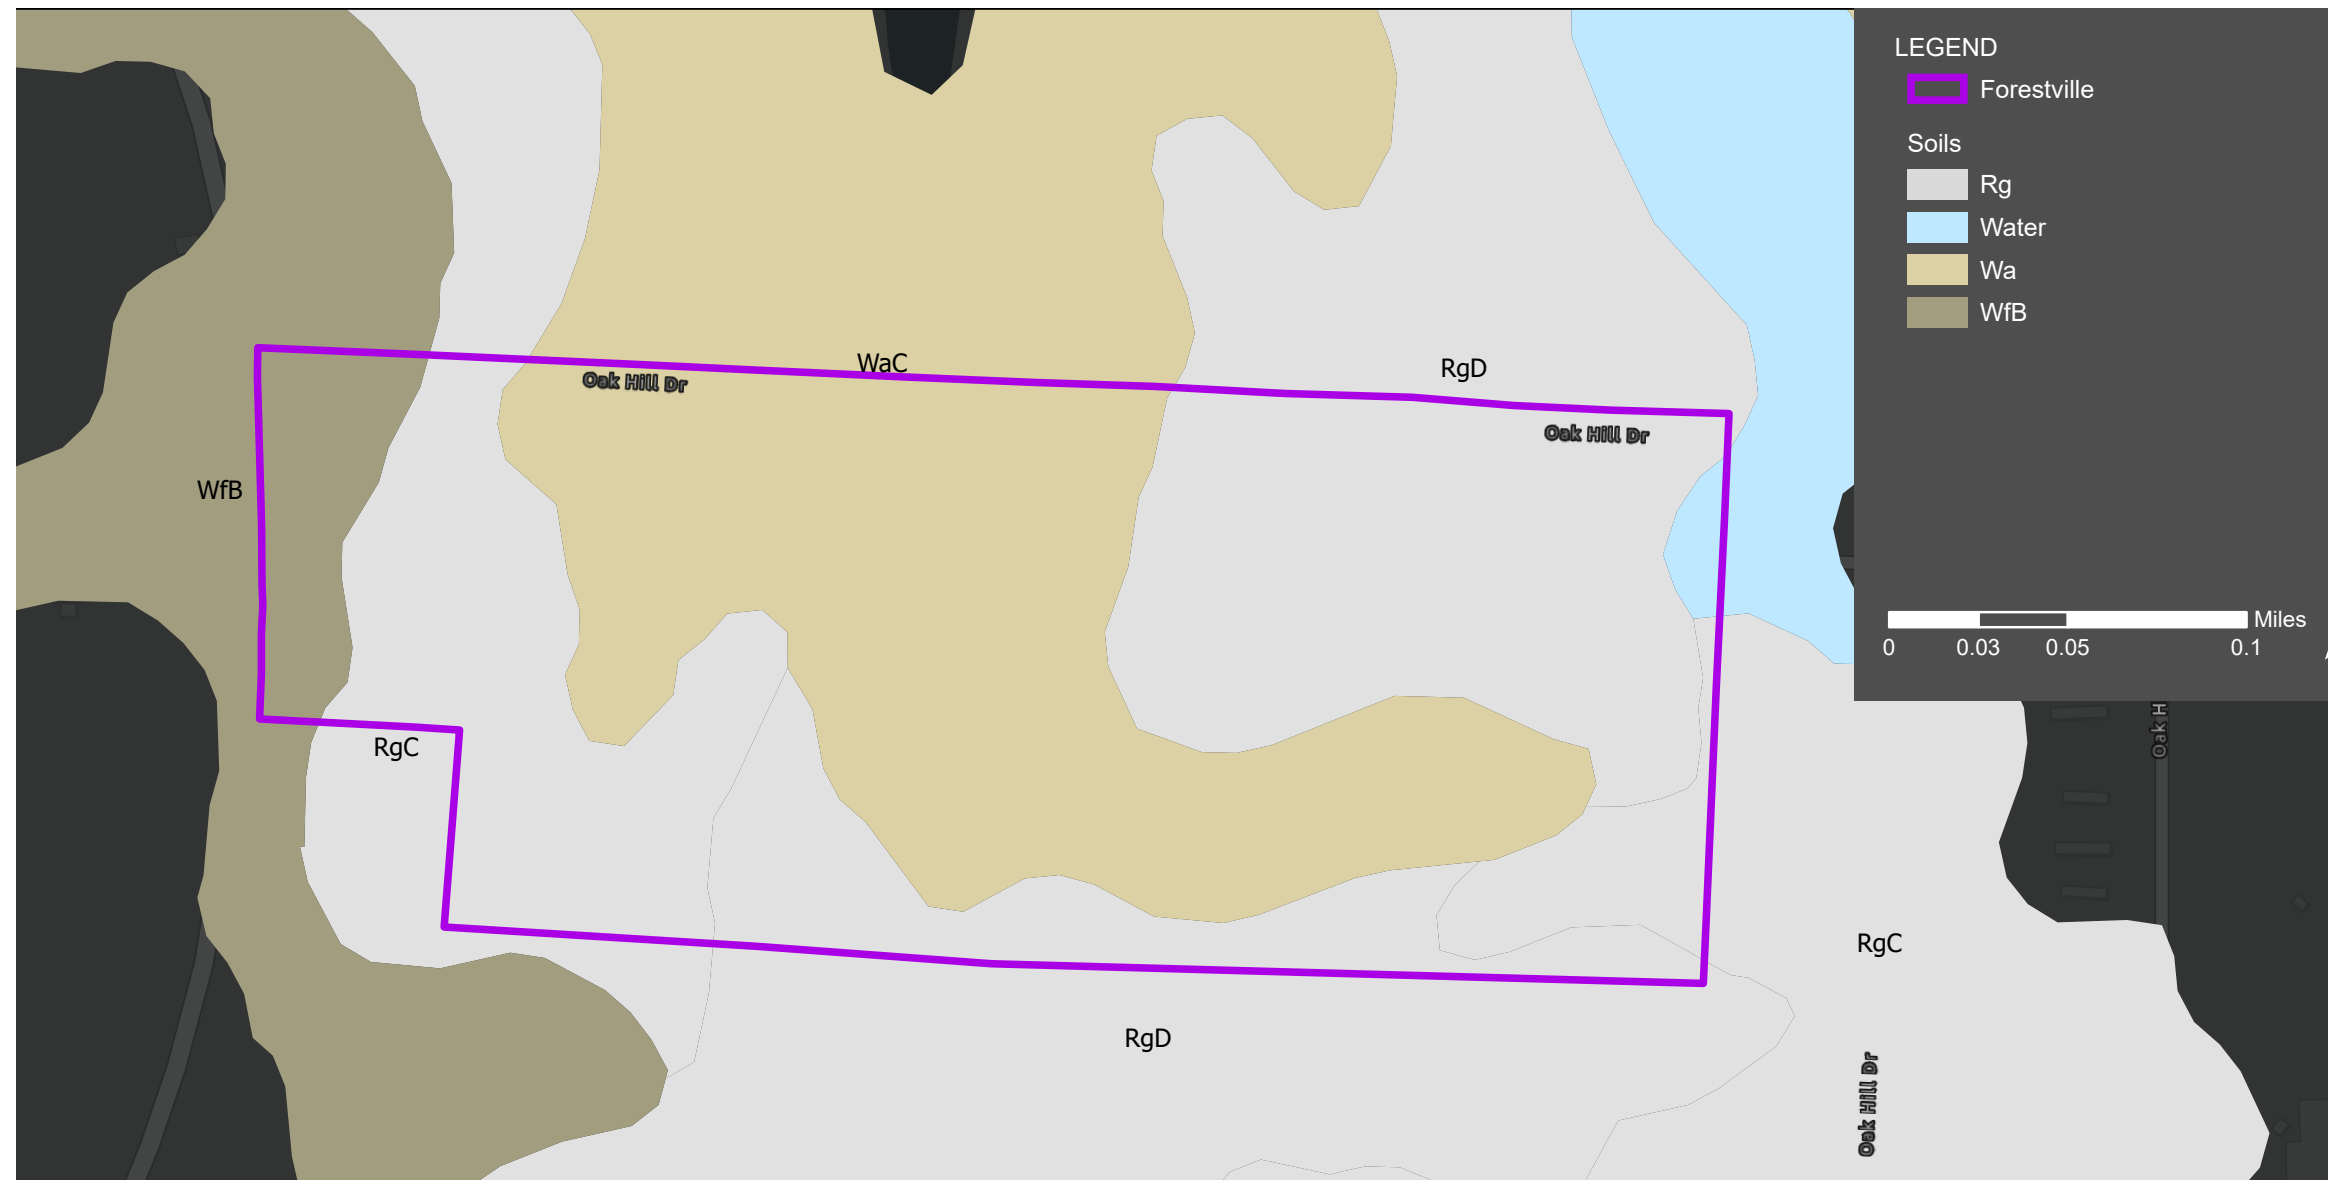 LEGEND
Forestville
Soils
Rg
Water
Wa
WfB
WaC
RgD
Oak Hill Dr
Oak Hill Dr
WfB
Miles
0 0.03 0.05 0.1
RgC
Oak H
RgC
RgD
Oak Hill Dr